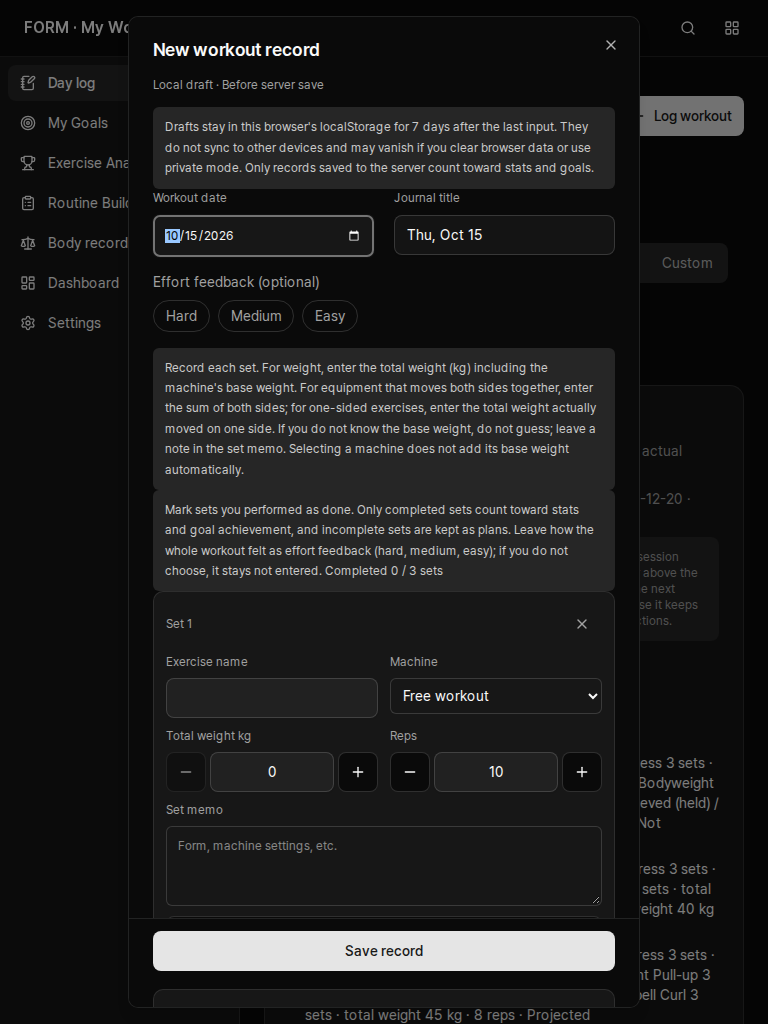 FORM · My Wo
New workout record
Local draft · Before server save
Day log
My Goals
Exercise Ana
Routine Buil
Body record
Dashboard
Settings
Log workout
Custom
Drafts stay in this browser's localStorage for 7 days after the last input. They
do not sync to other devices and may vanish if you clear browser data or use
private mode. Only records saved to the server count toward stats and goals.
Workout date
Journal title
10/15/2026
Thu, Oct 15
Effort feedback (optional)
Hard
Medium
Easy
Record each set. For weight, enter the total weight (kg) including the
machine's base weight. For equipment that moves both sides together, enter
the sum of both sides; for one-sided exercises, enter the total weight actually
moved on one side. If you do not know the base weight, do not guess; leave a
note in the set memo. Selecting a machine does not add its base weight
automatically.
Mark sets you performed as done. Only completed sets count toward stats
and goal achievement, and incomplete sets are kept as plans. Leave how the
whole workout felt as effort feedback (hard, medium, easy); if you do not
choose, it stays not entered. Completed 0 / 3 sets
Set 1
Exercise name
Machine
Free workout
Total weight kg
Reps
0
10
Set memo
Form, machine settings, etc.
Save record
actual
-12-20 ·
session
above the
e next
se it keeps
ctions.
ess 3 sets ·
Bodyweight
eved (held) /
Not
ress 3 sets ·
sets · total
eight 40 kg
ress 3 sets ·
nt Pull-up 3
bell Curl 3
sets · total weight 45 kg · 8 reps · Projected